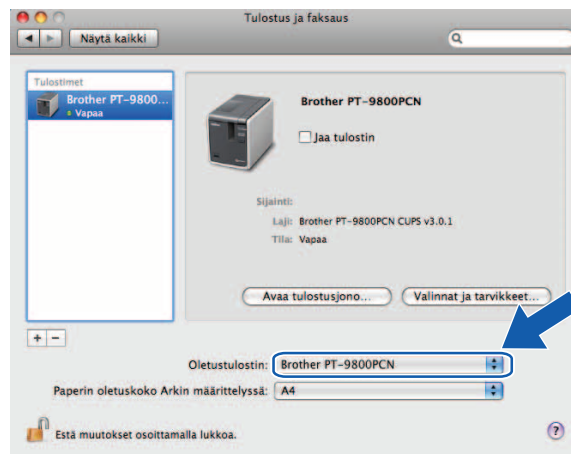 Tulostus ja faksaus
Näytä kaikki
Tulostimet
Brother PT-9800...
Vapaa
Brother PT-9800PCN
Jaa tulostin
Sijainti:
Laji: Brother PT-9800PCN CUPS v3.0.1
Tila: Vapaa
Avaa tulostusjono... Valinnat ja tarvikkeet...
+ −
Oletustulostin: Brother PT-9800PCN
Paperin oletuskoko Arkin määrittelyssä: A4
Estä muutokset osoittamalla lukkoa. ?